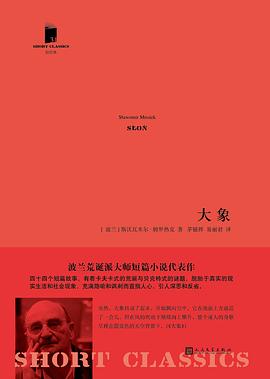 SHORT CLASSICS
短经典
Sławomir Mrożek
SŁOŃ
大象
[ 波兰 ] 斯沃瓦米尔·姆罗热克 著 茅银辉 易丽君 译
波兰荒诞派大师短篇小说代表作
四十四个短篇故事，有着卡夫卡式的荒诞与贝克特式的谜题，脱胎于真实的现
实生活和社会现象，充满隐喻和讽刺直指人心，引人深思和反省。
人民文学出版社
SHORT CLASSICS